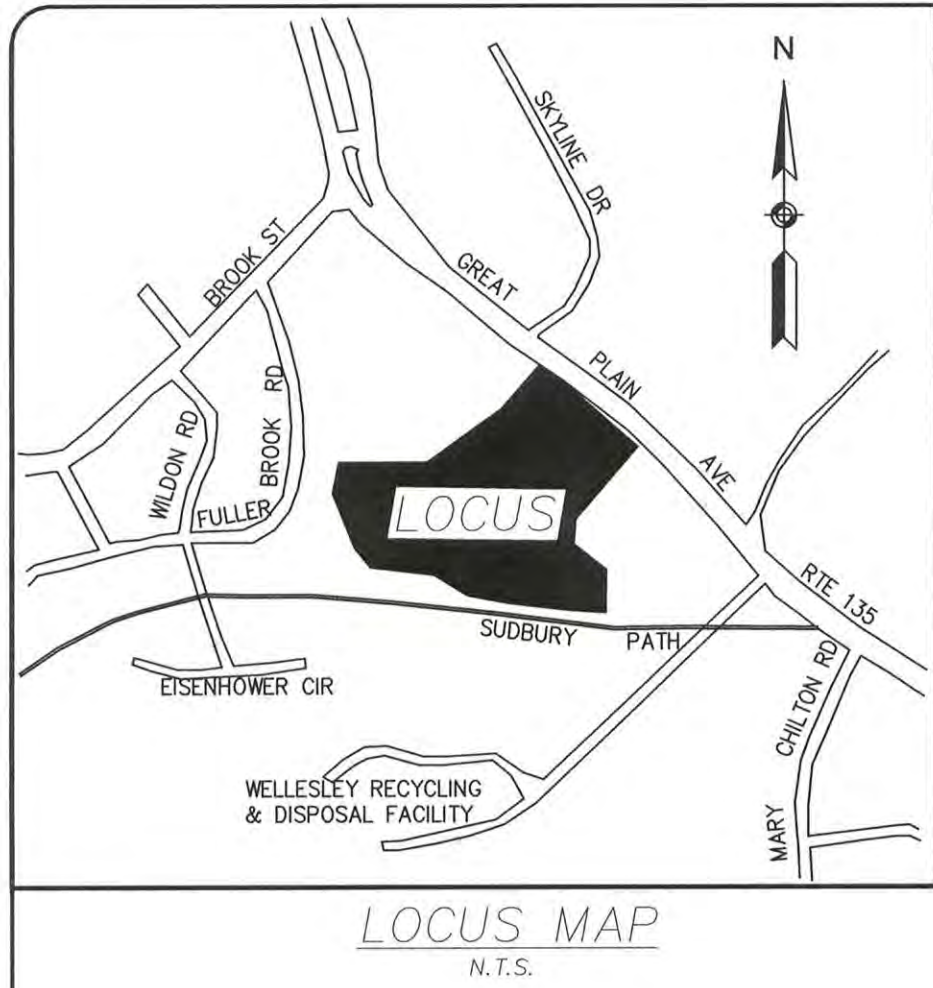 N
SKYLINE DR
BROOK ST
GREAT PLAIN AVE
BROOK RD
WILDON RD
FULLER
LOCUS
RTE 135
SUDBURY PATH
EISENHOWER CIR
MARY CHILTON RD
WELLESLEY RECYCLING
& DISPOSAL FACILITY
LOCUS MAP
N.T.S.